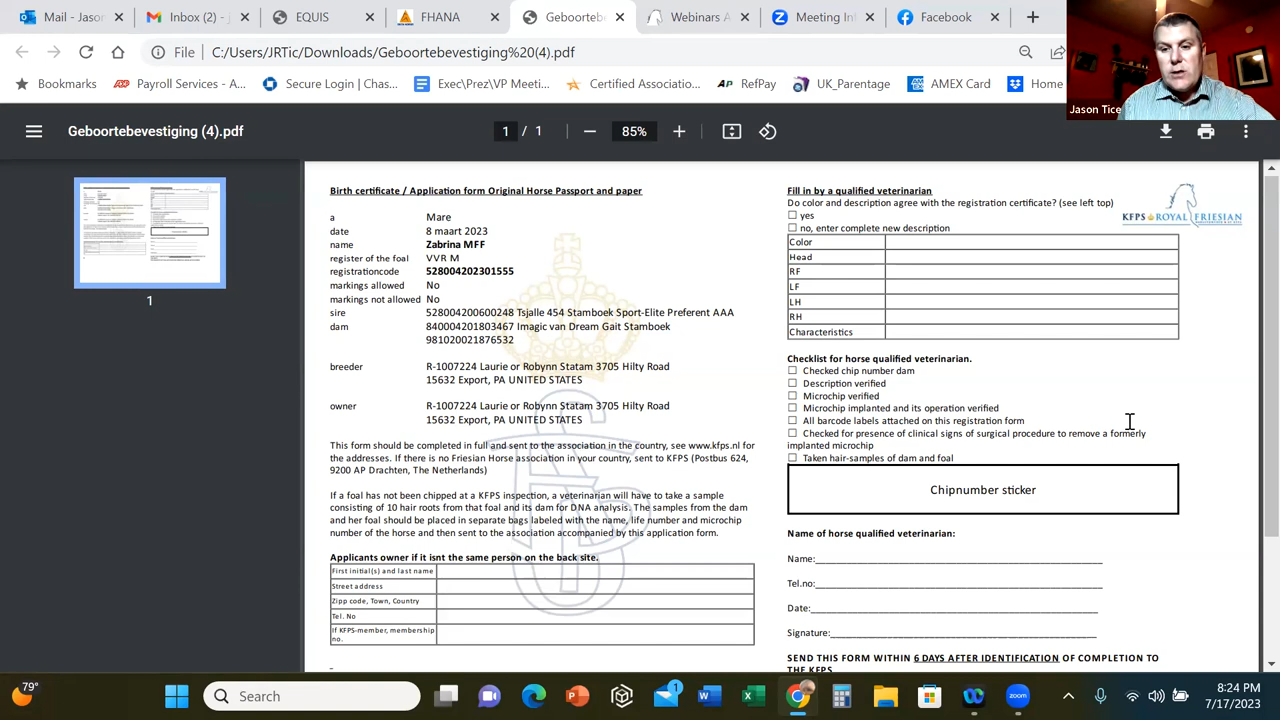 Mail - Jason
Inbox (2) - j
EQUIS
FHANA
Geboortebe
Webinars A
Meeting Inf
Facebook
File
C:/Users/JRTic/Downloads/Geboortebevestiging%20(4).pdf
Bookmarks
Payroll Services - A...
Secure Login | Chas...
Exec\Pro\VP Meeti...
Certified Associatio...
RefPay
UK_Parentage
AMEX Card
Home
Jason Tice
Geboortebevestiging (4).pdf
1 / 1
85%
1
Birth certificate / Application form Original Horse Passport and paper
Mare
date 8 maart 2023
name Zabrina MFF
register of the foal VVR M
registrationcode 528004202301555
markings allowed No
markings not allowed No
sire 528004200600248 Tsjalle 454 Stamboek Sport-Elite Preferent AAA
dam 840004201803467 Imagic van Dream Gait Stamboek
981020021876532
breeder R-1007224 Laurie or Robynn Statam 3705 Hilty Road
15632 Export, PA UNITED STATES
owner R-1007224 Laurie or Robynn Statam 3705 Hilty Road
15632 Export, PA UNITED STATES
This form should be completed in full and sent to the association in the country, see www.kfps.nl for
the addresses. If there is no Friesian Horse association in your country, sent to KFPS (Postbus 624,
9200 AP Drachten, The Netherlands)
If a foal has not been chipped at a KFPS inspection, a veterinarian will have to take a sample
consisting of 10 hair roots from that foal and its dam for DNA analysis. The samples from the dam
and her foal should be placed in separate bags labeled with the name, life number and microchip
number of the horse and then sent to the association accompanied by this application form.
Applicants owner if it isnt the same person on the back site.
First initial(s) and last name
Street address
Zipp code, Town, Country
Tel. No
If KFPS-member, membership
no.
Fill in by a qualified veterinarian
Do color and description agree with the registration certificate? (see left top)
☐ yes
☐ no, enter complete new description
KFPS ROYAL FRIESIAN
Color
Head
RF
LF
LH
RH
Characteristics
Checklist for horse qualified veterinarian.
☐ Checked chip number dam
☐ Description verified
☐ Microchip verified
☐ Microchip implanted and its operation verified
☐ All barcode labels attached on this registration form
☐ Checked for presence of clinical signs of surgical procedure to remove a formerly
implanted microchip
☐ Taken hair-samples of dam and foal
Chipnumber sticker
Name of horse qualified veterinarian:
Name:
Tel.no:
Date:
Signature:
SEND THIS FORM WITHIN 6 DAYS AFTER IDENTIFICATION OF COMPLETION TO
THE KFPS
79°
Search
1
zoom
8:24 PM
7/17/2023